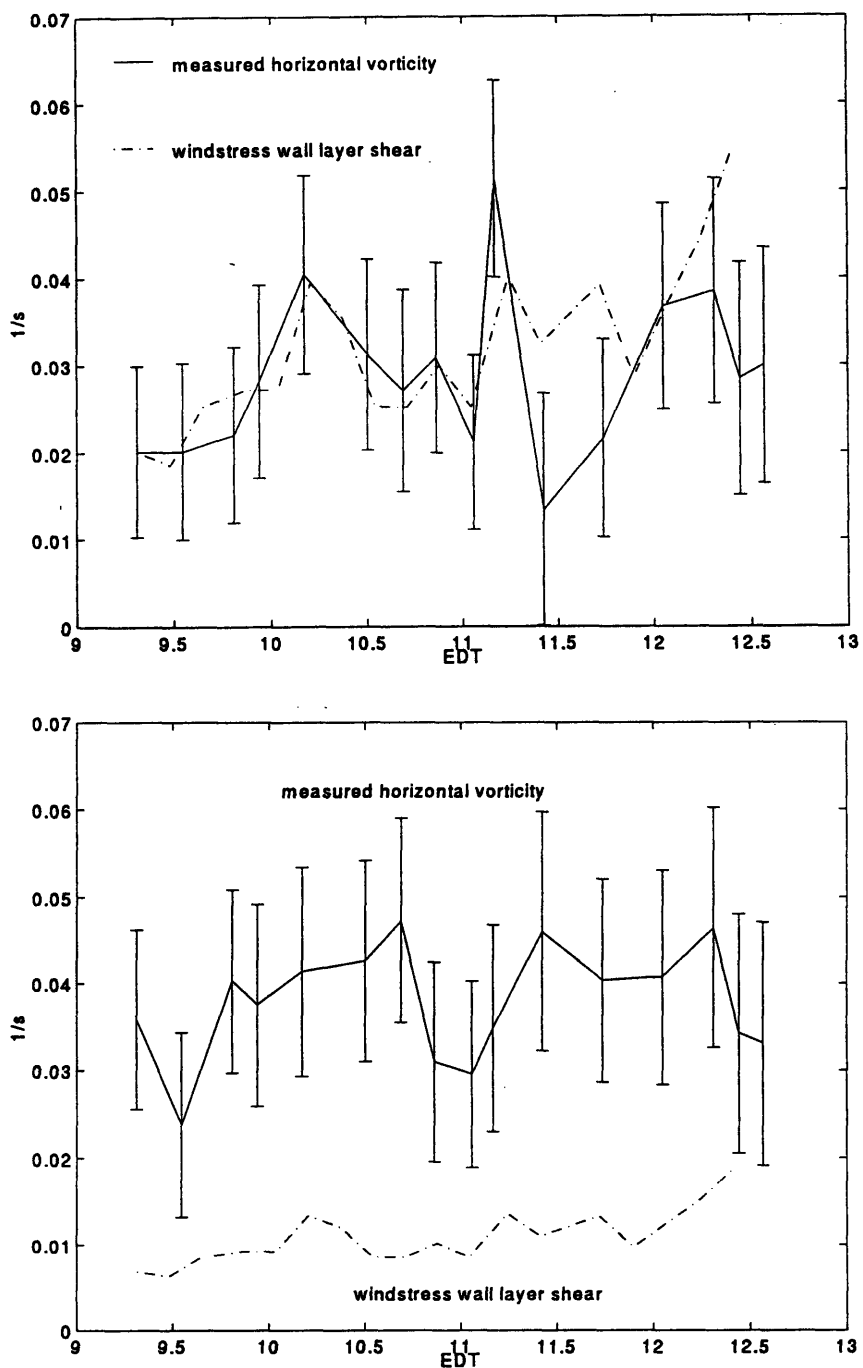 0.07
measured horizontal vorticity
0.06
windstress wall layer shear
0.05
0.04
1/s
0.03
0.02
0.01
0
9 9.5 10 10.5 11 11.5 12 12.5 13
EDT
0.07
measured horizontal vorticity
0.06
0.05
0.04
1/s
0.03
0.02
0.01
windstress wall layer shear
0
9 9.5 10 10.5 11 11.5 12 12.5 13
EDT